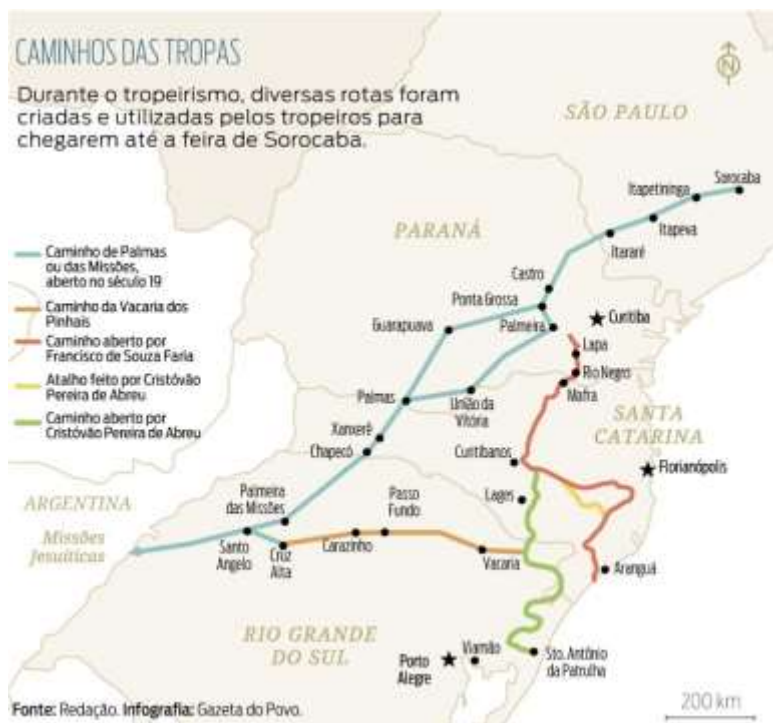 CAMINHOS DAS TROPAS
Durante o tropeirismo, diversas rotas foram
criadas e utilizadas pelos tropeiros para
chegarem até a feira de Sorocaba.
N
SÃO PAULO
Sorocaba
Itapetininga
Itapeva
Itararé
PARANÁ
Castro
Ponta Grossa
Curitiba
Guarapuava
Palmeira
Lapa
Rio Negro
Mafra
Palmas
União da
Vitória
SANTA
CATARINA
Xanxerê
Chapecó
Curitibanos
Florianópolis
Lages
Caminho de Palmas
ou das Missões,
aberto no século 19
Caminho da Vacaria dos
Pinhais
Caminho aberto por
Francisco de Souza Faria
Atalho feito por Cristóvão
Pereira de Abreu
Caminho aberto por
Cristóvão Pereira de Abreu
ARGENTINA
Missões
Jesuíticas
Palmeira
das Missões
Passo
Fundo
Santo
Angelo
Cruz
Alta
Carazinho
Vacaria
Aranguá
RIO GRANDE
DO SUL
Porto
Alegre
Viamão
Sto. Antônio
da Patrulha
200 km
Fonte: Redação. Infografia: Gazeta do Povo.